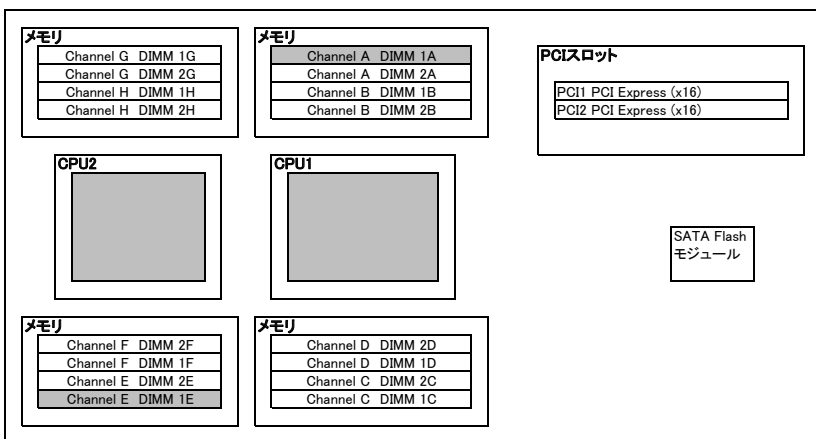 メモリ
Channel G DIMM 1G
Channel G DIMM 2G
Channel H DIMM 1H
Channel H DIMM 2H
メモリ
Channel A DIMM 1A
Channel A DIMM 2A
Channel B DIMM 1B
Channel B DIMM 2B
PCIスロット
PCI1 PCI Express (x16)
PCI2 PCI Express (x16)
CPU2
CPU1
SATA Flash
モジュール
メモリ
Channel F DIMM 2F
Channel F DIMM 1F
Channel E DIMM 2E
Channel E DIMM 1E
メモリ
Channel D DIMM 2D
Channel D DIMM 1D
Channel C DIMM 2C
Channel C DIMM 1C